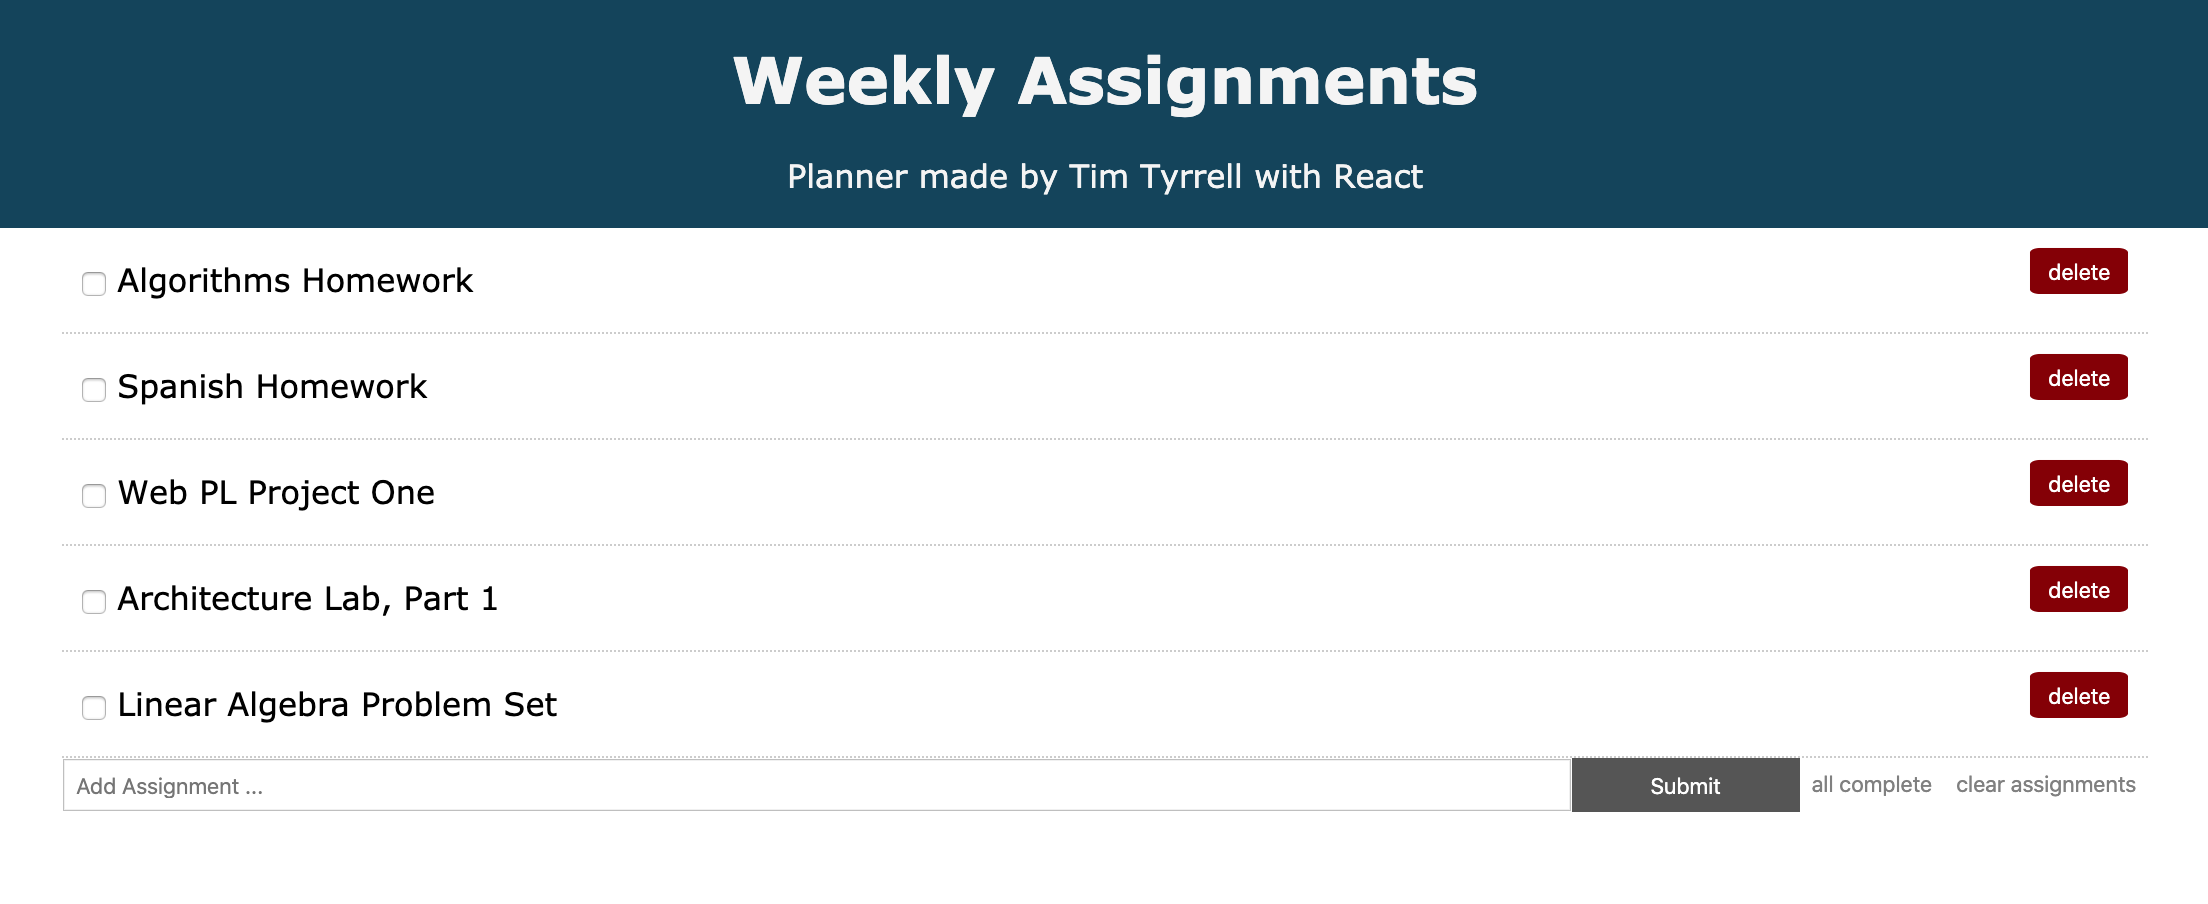 Weekly Assignments
Planner made by Tim Tyrrell with React
Algorithms Homework delete
Spanish Homework delete
Web PL Project One delete
Architecture Lab, Part 1 delete
Linear Algebra Problem Set delete
Add Assignment ... Submit all complete clear assignments